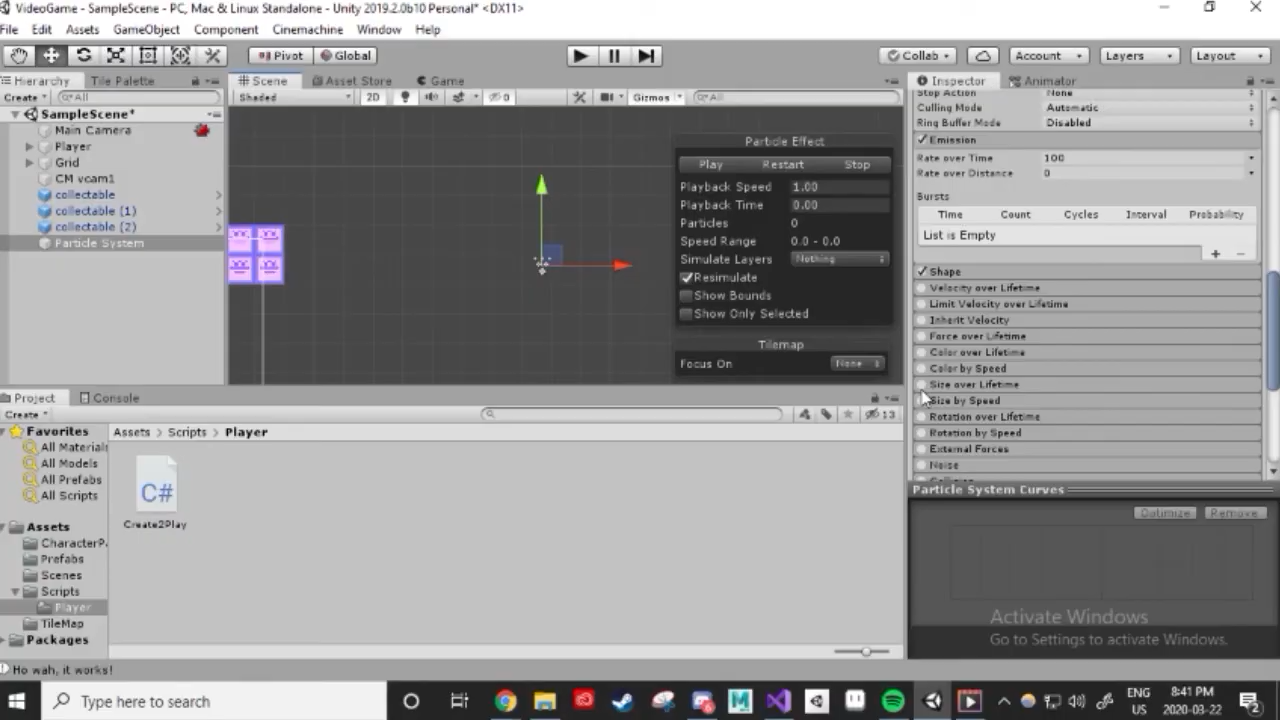 VideoGame - SampleScene - PC, Mac & Linux Standalone - Unity 2019.2.0b10 Personal* <DX11>
File Edit Assets GameObject Component Cinemachine Window Help
Pivot Global Collab Account Layers Layout
Hierarchy Tile Palette Scene Asset Store Game Inspector Animator
Create All Shaded 2D 0 Gizmos All
Stop Action None
SampleScene*
Culling Mode Automatic
Main Camera
Ring Buffer Mode Disabled
Player
Grid
CM vcam1
collectable
collectable (1)
collectable (2)
Particle System
Particle Effect
Play Restart Stop
Playback Speed 1.00
Playback Time 0.00
Particles 0
Speed Range 0.0 - 0.0
Simulate Layers Nothing
Resimulate
Show Bounds
Show Only Selected
Tilemap
Focus On None
Emission
Rate over Time 100
Rate over Distance 0
Bursts
Time Count Cycles Interval Probability
List is Empty
+ -
Shape
Velocity over Lifetime
Limit Velocity over Lifetime
Inherit Velocity
Force over Lifetime
Color over Lifetime
Color by Speed
Size over Lifetime
Size by Speed
Rotation over Lifetime
Rotation by Speed
External Forces
Noise
Project Console
Create 13
Favorites
All Materials
All Models
All Prefabs
All Scripts
Assets
CharacterP
Prefabs
Scenes
Scripts
Player
TileMap
Packages
Assets > Scripts > Player
C#
Create2Play
Particle System Curves
Optimize Remove
Activate Windows
Go to Settings to activate Windows.
Ho wah, it works!
Type here to search
ENG
US
8:41 PM
2020-03-22
2